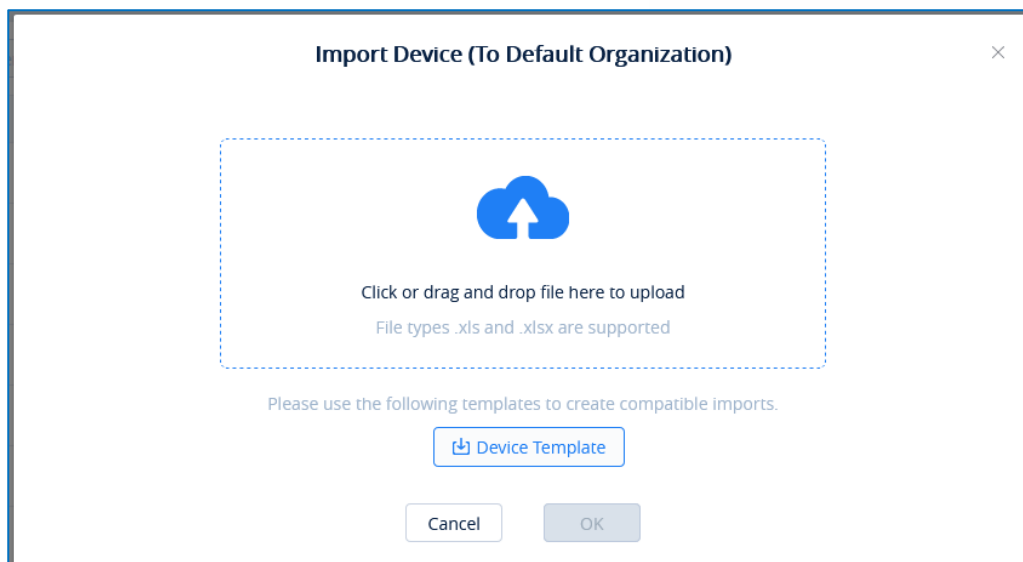 Import Device (To Default Organization)
Click or drag and drop file here to upload
File types .xls and .xlsx are supported
Please use the following templates to create compatible imports.
Device Template
Cancel
OK